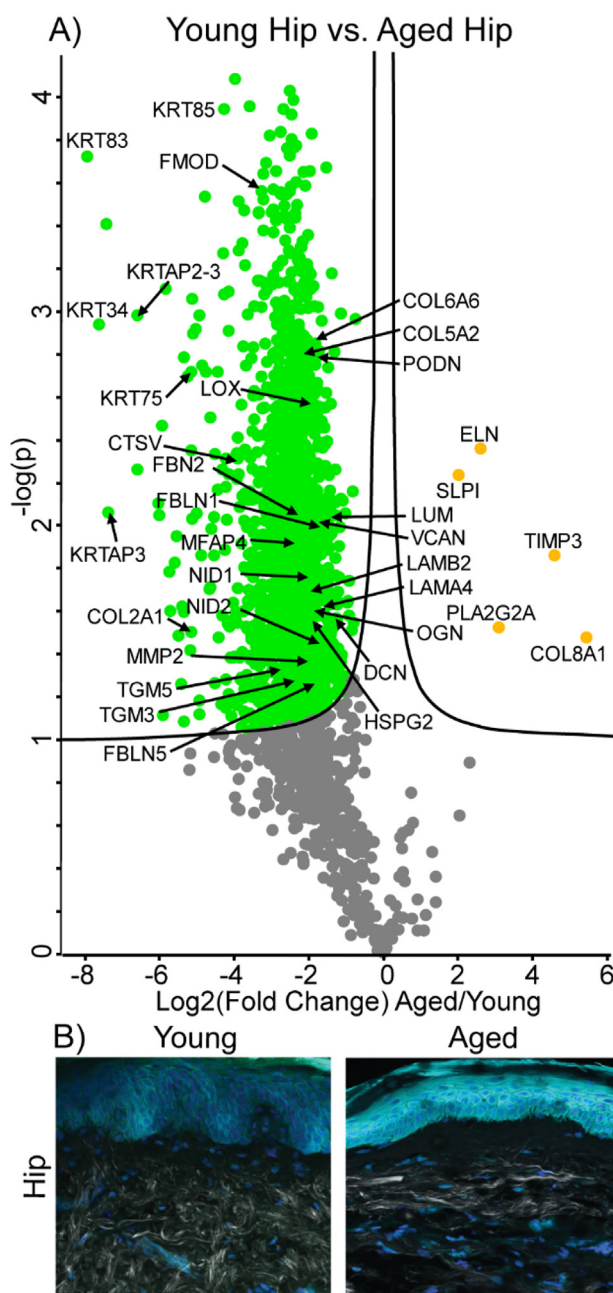 A) Young Hip vs. Aged Hip
4
KRT85
KRT83
FMOD
KRTAP2-3
3
KRT34
COL6A6
COL5A2
PODN
KRT75
LOX
-log(p)
ELN
CTSV
FBN2
SLPI
FBLN1
2
LUM
VCAN
TIMP3
KRTAP3
MFAP4
LAMB2
NID1
LAMA4
NID2
PLA2G2A
COL2A1
OGN
COL8A1
MMP2
DCN
TGM5
TGM3
HSPG2
FBLN5
1
0
-8 -6 -4 -2 0 2 4 6
Log2(Fold Change) Aged/Young
B) Young Aged
Hip